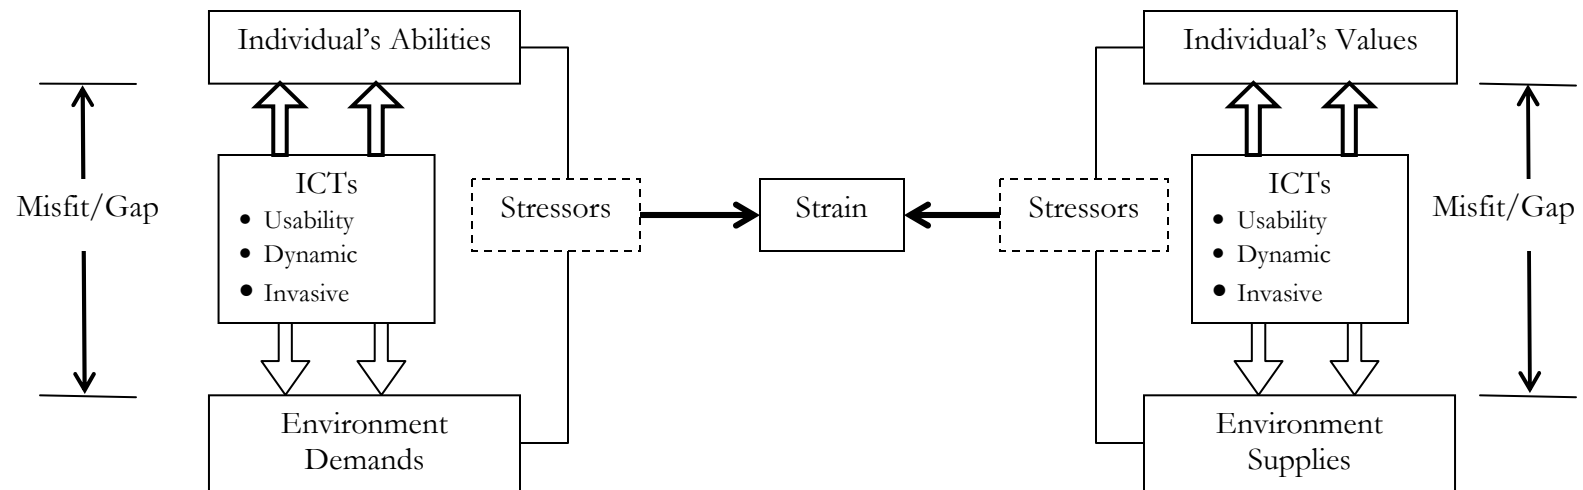 Individual’s Abilities
Individual’s Values
ICTs
• Usability
• Dynamic
• Invasive
ICTs
• Usability
• Dynamic
• Invasive
Misfit/Gap
Stressors
Strain
Stressors
Misfit/Gap
Environment
Demands
Environment
Supplies